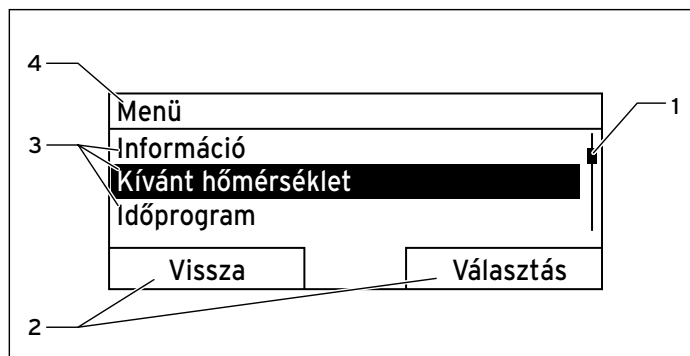 4
Menü
1
3
Információ
Kívánt hőmérséklet
Időprogram
Vissza Választás
2